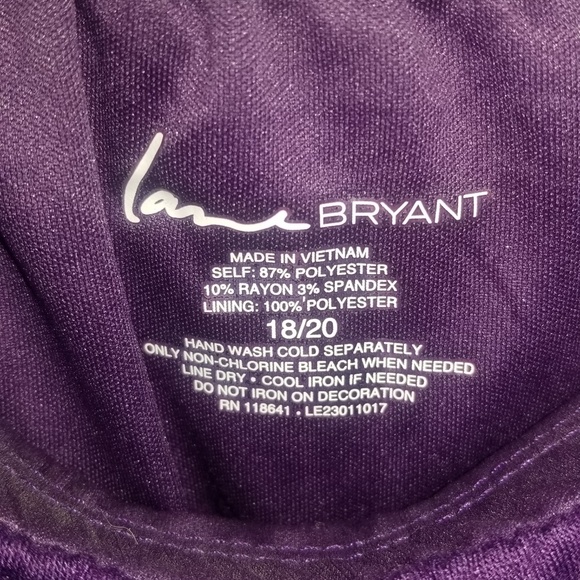 lane BRYANT
MADE IN VIETNAM
SELF: 87% POLYESTER
10% RAYON 3% SPANDEX
LINING: 100% POLYESTER
18/20
HAND WASH COLD SEPARATELY
ONLY NON-CHLORINE BLEACH WHEN NEEDED
LINE DRY • COOL IRON IF NEEDED
DO NOT IRON ON DECORATION
RN 118641 • LE23011017